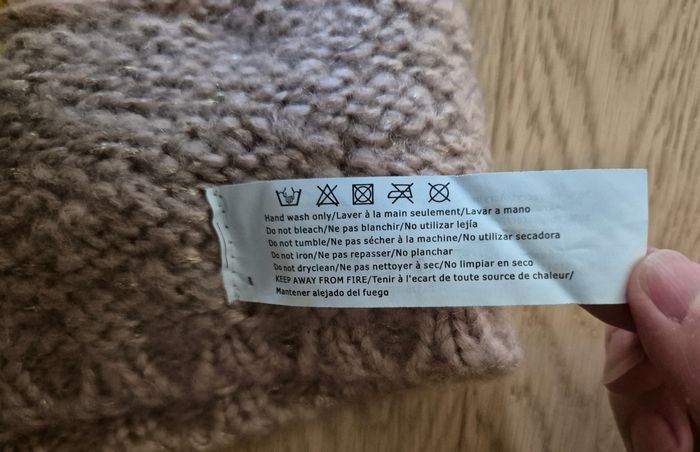 Hand wash only/Laver à la main seulement/Lavar a mano
Do not bleach/Ne pas blanchir/No utilizar lejía
Do not tumble/Ne pas sécher à la machine/No utilizar secadora
Do not iron/Ne pas repasser/No planchar
Do not dryclean/Ne pas nettoyer à sec/No limpiar en seco
KEEP AWAY FROM FIRE/Tenir à l'ecart de toute source de chaleur/
Mantener alejado del fuego